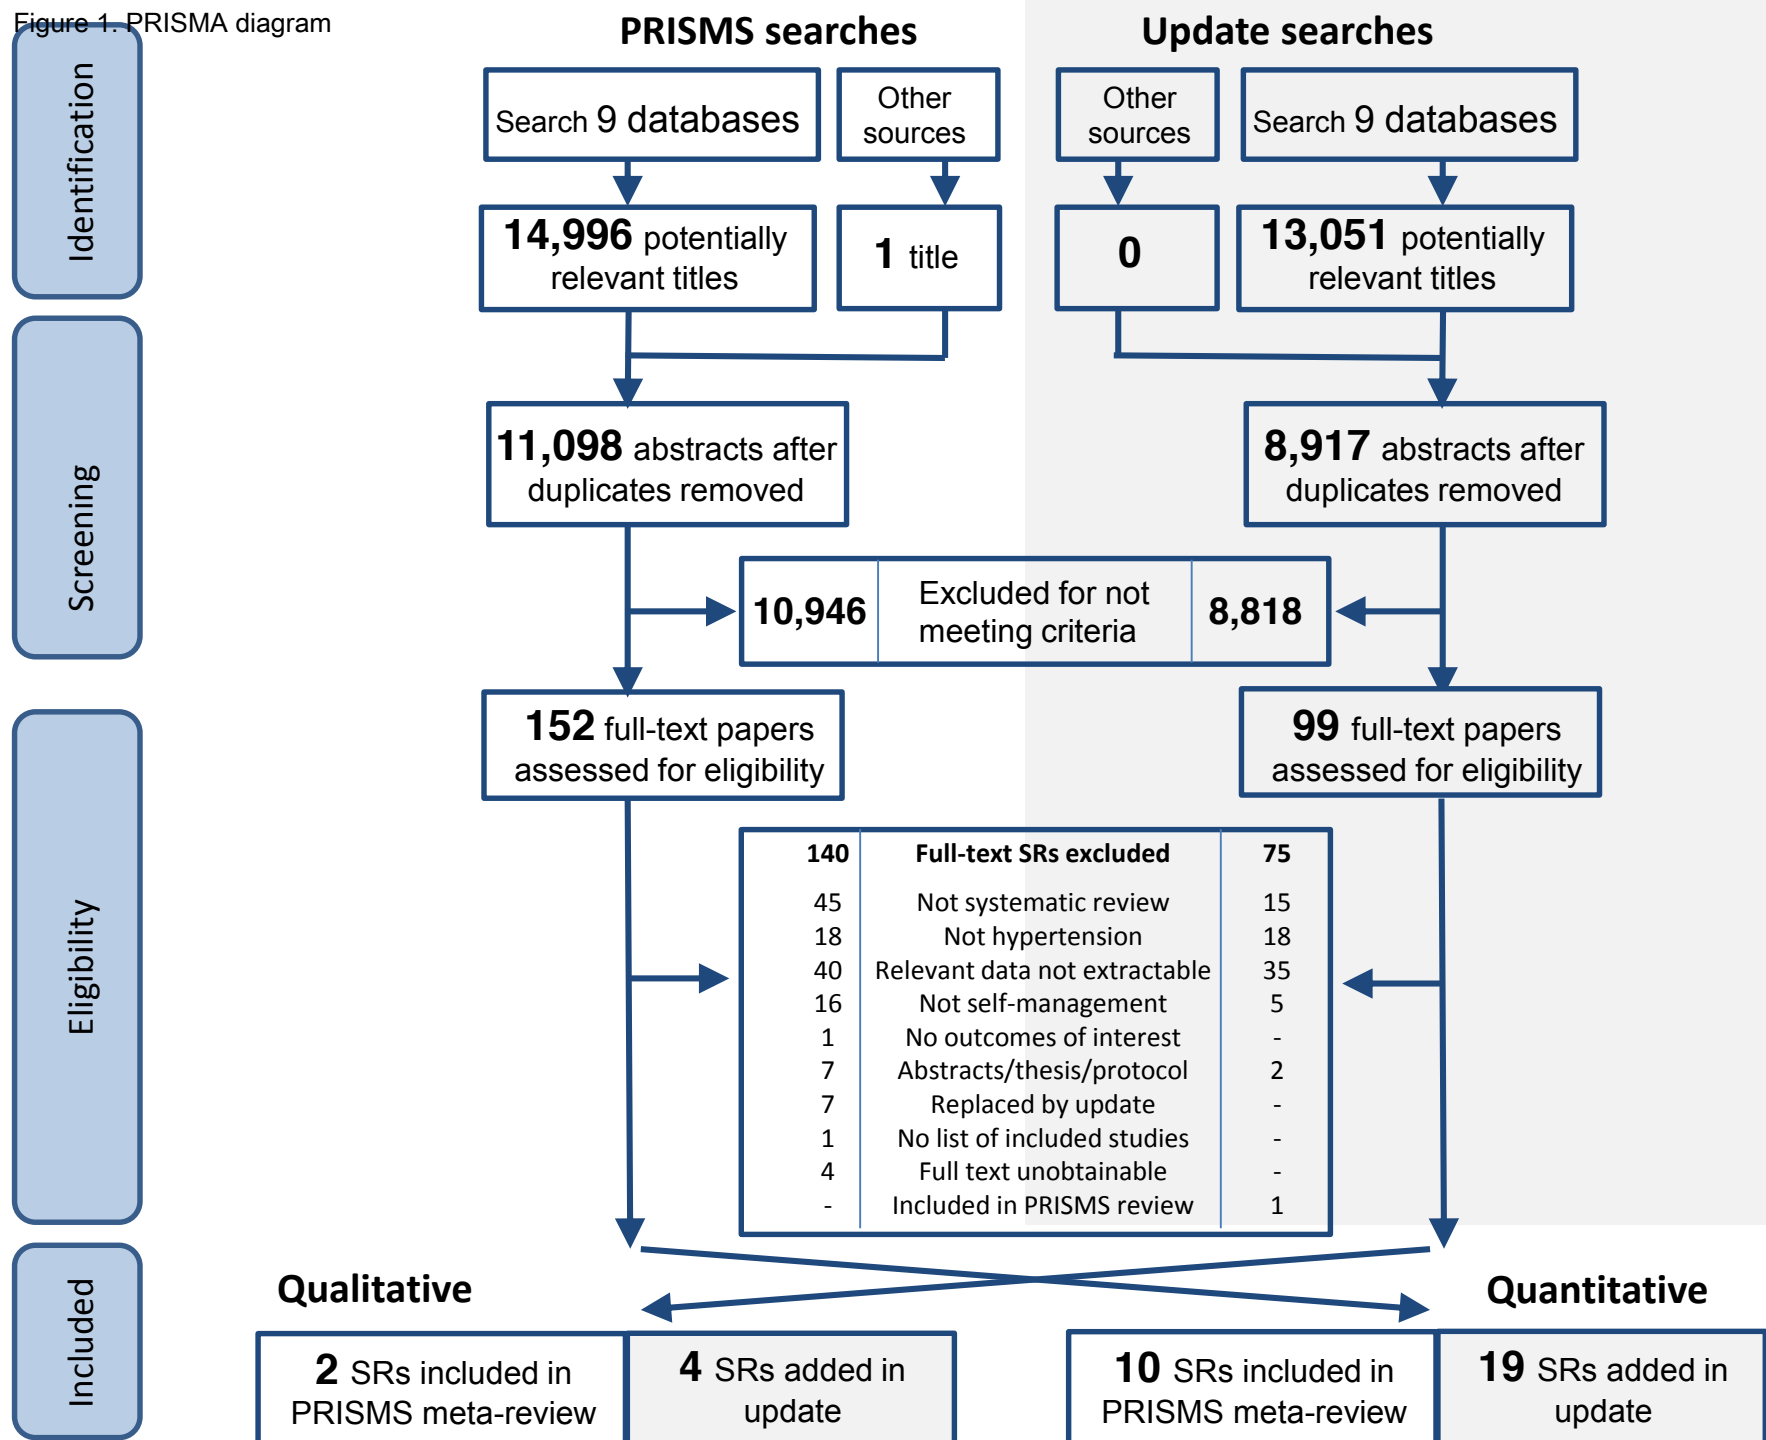 Figure 1. PRISMA diagram
PRISMS searches
Update searches
Identification
Search 9 databases
Other
sources
Other
sources
Search 9 databases
14,996 potentially
relevant titles
1 title
0
13,051 potentially
relevant titles
Screening
11,098 abstracts after
duplicates removed
8,917 abstracts after
duplicates removed
10,946
Excluded for not
meeting criteria
8,818
Eligibility
152 full-text papers
assessed for eligibility
99 full-text papers
assessed for eligibility
140 Full-text SRs excluded 75
45 Not systematic review 15
18 Not hypertension 18
40 Relevant data not extractable 35
16 Not self-management 5
1 No outcomes of interest -
7 Abstracts/thesis/protocol 2
7 Replaced by update -
1 No list of included studies -
4 Full text unobtainable -
- Included in PRISMS review 1
Included
Qualitative
Quantitative
2 SRs included in
PRISMS meta-review
4 SRs added in
update
10 SRs included in
PRISMS meta-review
19 SRs added in
update